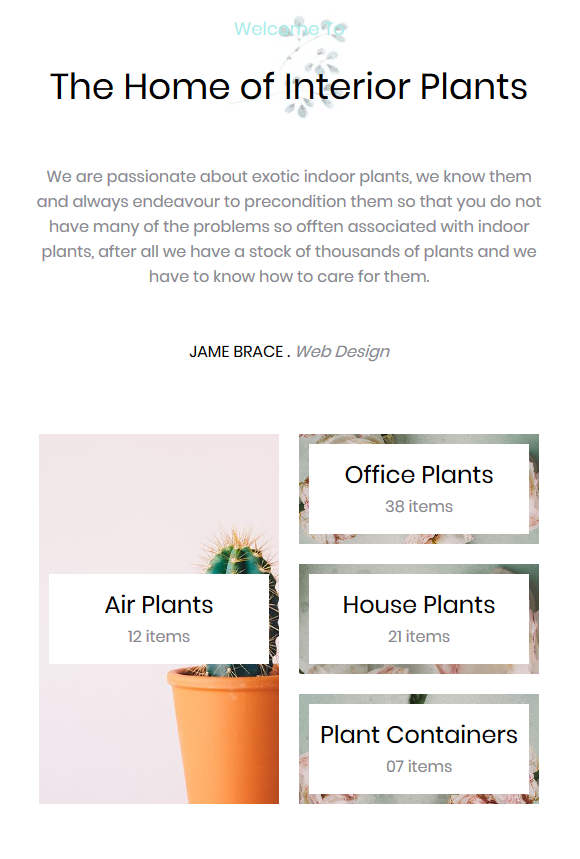 Welcome To
The Home of Interior Plants
We are passionate about exotic indoor plants, we know them
and always endeavour to precondition them so that you do not
have many of the problems so offten associated with indoor
plants, after all we have a stock of thousands of plants and we
have to know how to care for them.
JAME BRACE . Web Design
Air Plants
12 items
Office Plants
38 items
House Plants
21 items
Plant Containers
07 items